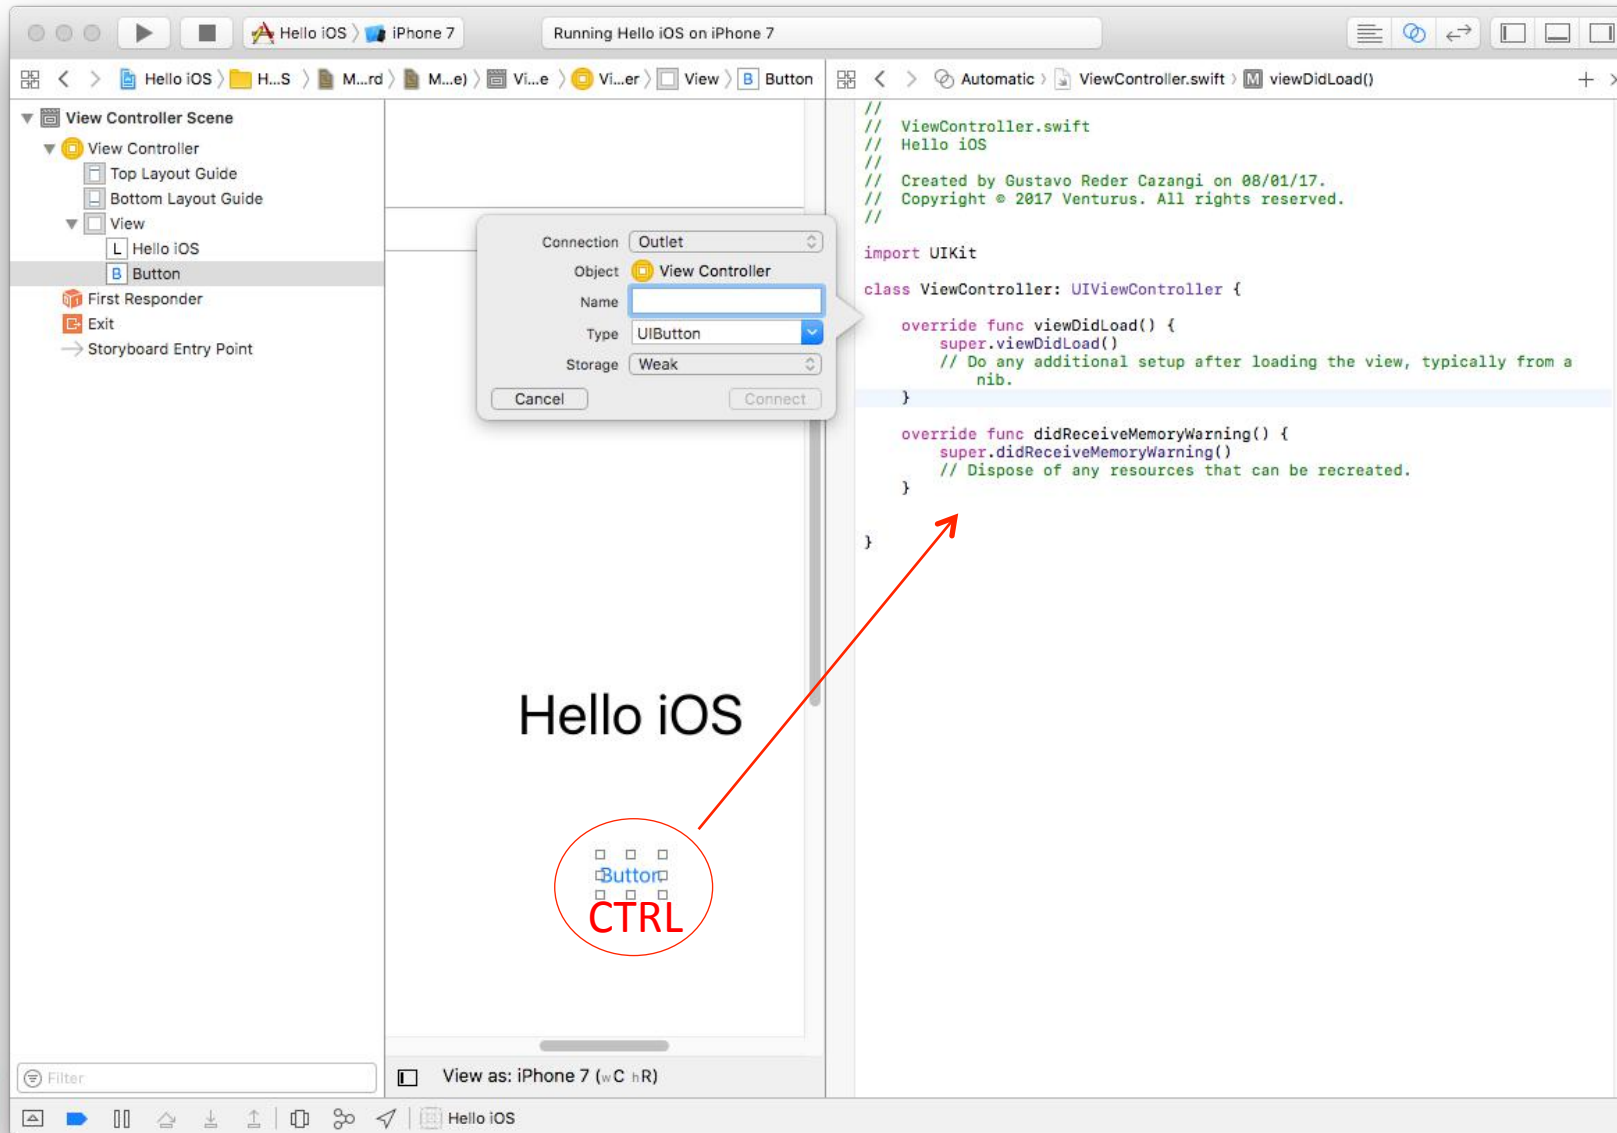 Hello iOS iPhone 7 Running Hello iOS on iPhone 7
Hello iOS H...S M...rd M...e) Vi...e Vi...er View B Button
Automatic ViewController.swift M viewDidLoad()
View Controller Scene
View Controller
Top Layout Guide
Bottom Layout Guide
View
L Hello iOS
B Button
First Responder
Exit
Storyboard Entry Point
Filter
Connection Outlet
Object View Controller
Name
Type UIButton
Storage Weak
Cancel Connect
Hello iOS
Button
CTRL
View as: iPhone 7 (wC hR)
//
// ViewController.swift
// Hello iOS
//
// Created by Gustavo Reder Cazangi on 08/01/17.
// Copyright © 2017 Venturus. All rights reserved.
//
import UIKit
class ViewController: UIViewController {
override func viewDidLoad() {
super.viewDidLoad()
// Do any additional setup after loading the view, typically from a
nib.
}
override func didReceiveMemoryWarning() {
super.didReceiveMemoryWarning()
// Dispose of any resources that can be recreated.
}
}
Hello iOS